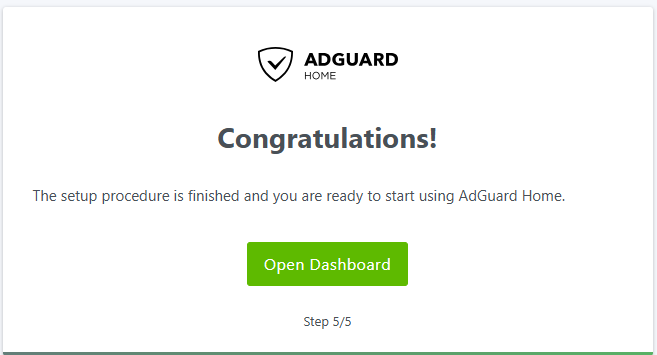 ADGUARD
HOME
Congratulations!
The setup procedure is finished and you are ready to start using AdGuard Home.
Open Dashboard
Step 5/5